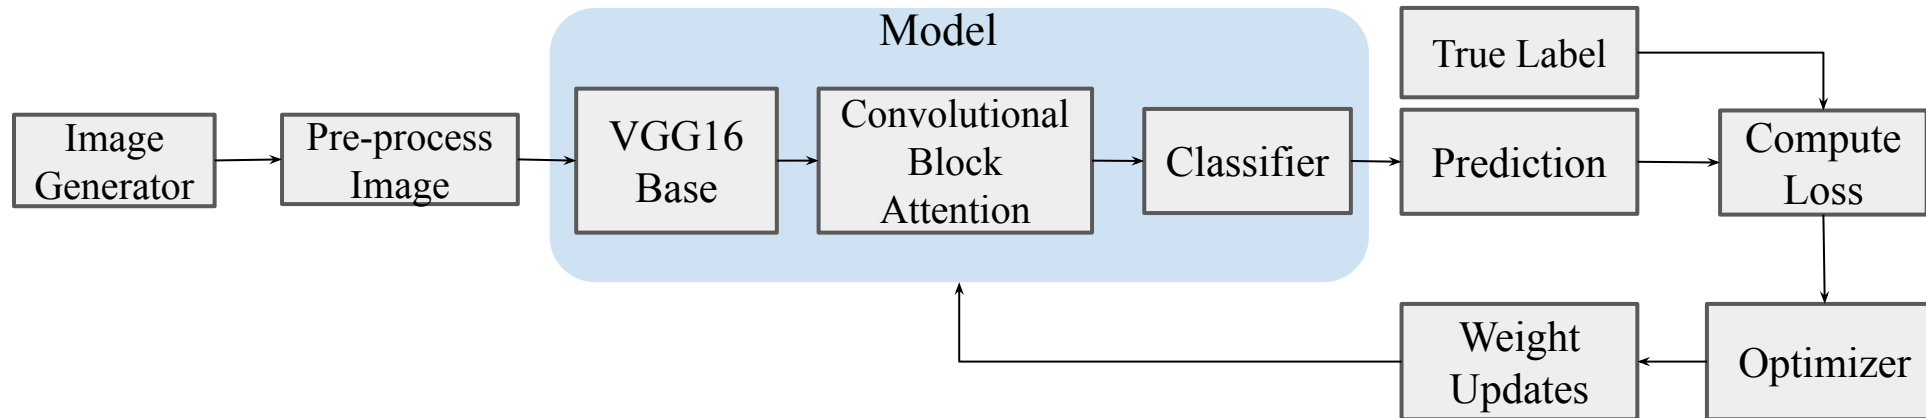 Model
Image
Generator
Pre-process
Image
VGG16
Base
Convolutional
Block
Attention
Classifier
True Label
Prediction
Compute
Loss
Optimizer
Weight
Updates